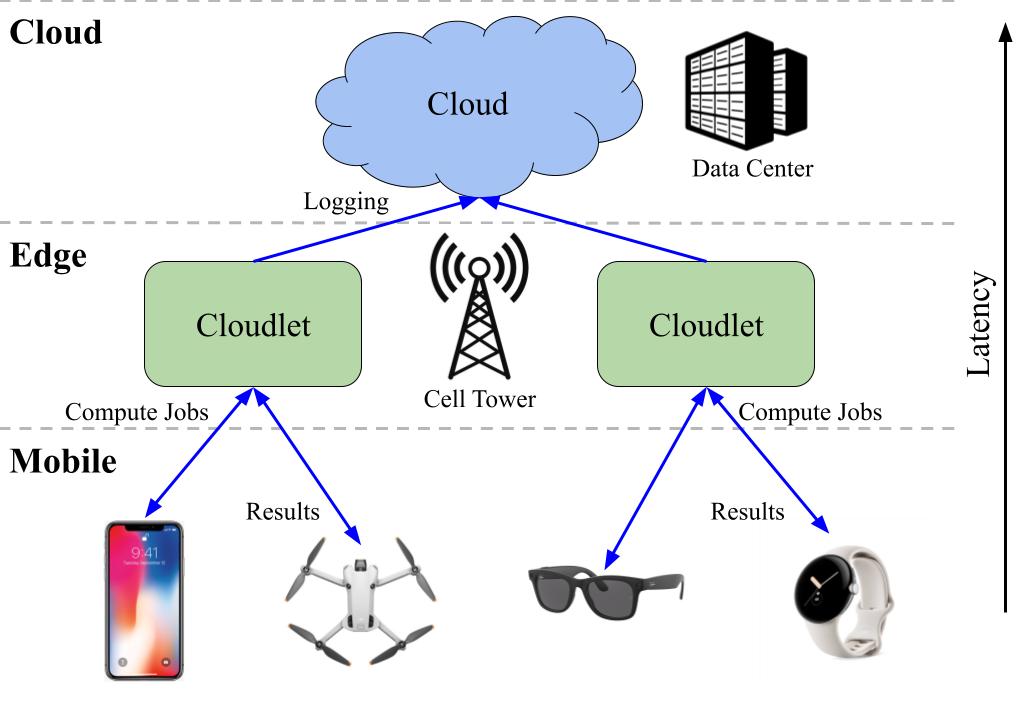 Cloud
Cloud
Data Center
Logging
Edge
Cloudlet
Cloudlet
Latency
Cell Tower
Compute Jobs
Compute Jobs
Mobile
Results
Results
9:41